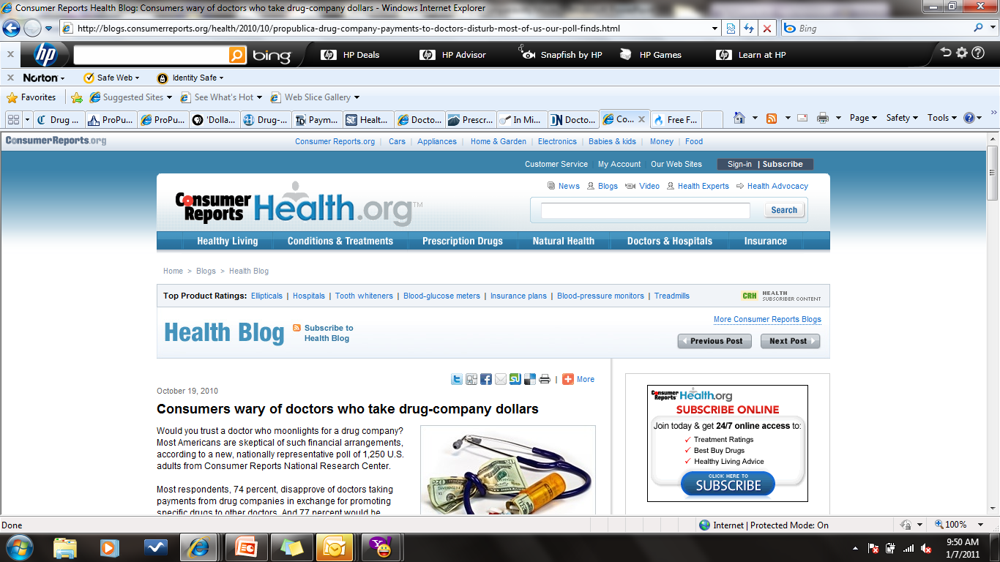 Consumer Reports Health Blog: Consumers wary of doctors who take drug-company dollars - Windows Internet Explorer
http://blogs.consumerreports.org/health/2010/10/propublica-drug-company-payments-to-doctors-disturb-most-of-us-our-poll-finds.html
Bing
hp bing HP Deals HP Advisor Snapfish by HP HP Games Learn at HP
Norton Safe Web Identity Safe
Favorites Suggested Sites See What's Hot Web Slice Gallery
Drug ... ProPu... ProPu... 'Dolla... Drug-... Paym... Healt... Docto... Prescr... In Mi... Docto... Co... Free F... Page Safety Tools
ConsumerReports.org Consumer Reports.org | Cars | Appliances | Home & Garden | Electronics | Babies & kids | Money | Food
Customer Service My Account Our Web Sites Sign-in | Subscribe
News Blogs Video Health Experts Health Advocacy
Consumer Reports Health.org™
Search
Healthy Living Conditions & Treatments Prescription Drugs Natural Health Doctors & Hospitals Insurance
Home > Blogs > Health Blog
Top Product Ratings: Ellipticals | Hospitals | Tooth whiteners | Blood-glucose meters | Insurance plans | Blood-pressure monitors | Treadmills
CRH HEALTH SUBSCRIBER CONTENT
More Consumer Reports Blogs
Health Blog
Subscribe to
Health Blog
Previous Post Next Post
| More
October 19, 2010
Consumers wary of doctors who take drug-company dollars
Would you trust a doctor who moonlights for a drug company?
Most Americans are skeptical of such financial arrangements,
according to a new, nationally representative poll of 1,250 U.S.
adults from Consumer Reports National Research Center.
Most respondents, 74 percent, disapprove of doctors taking
payments from drug companies in exchange for promoting
specific drugs to other doctors. And 77 percent would be
20
Consumer Reports Health.org
SUBSCRIBE ONLINE
Join today & get 24/7 online access to:
Treatment Ratings
Best Buy Drugs
Healthy Living Advice
CLICK HERE TO
SUBSCRIBE
Done Internet | Protected Mode: On 100%
9:50 AM
1/7/2011